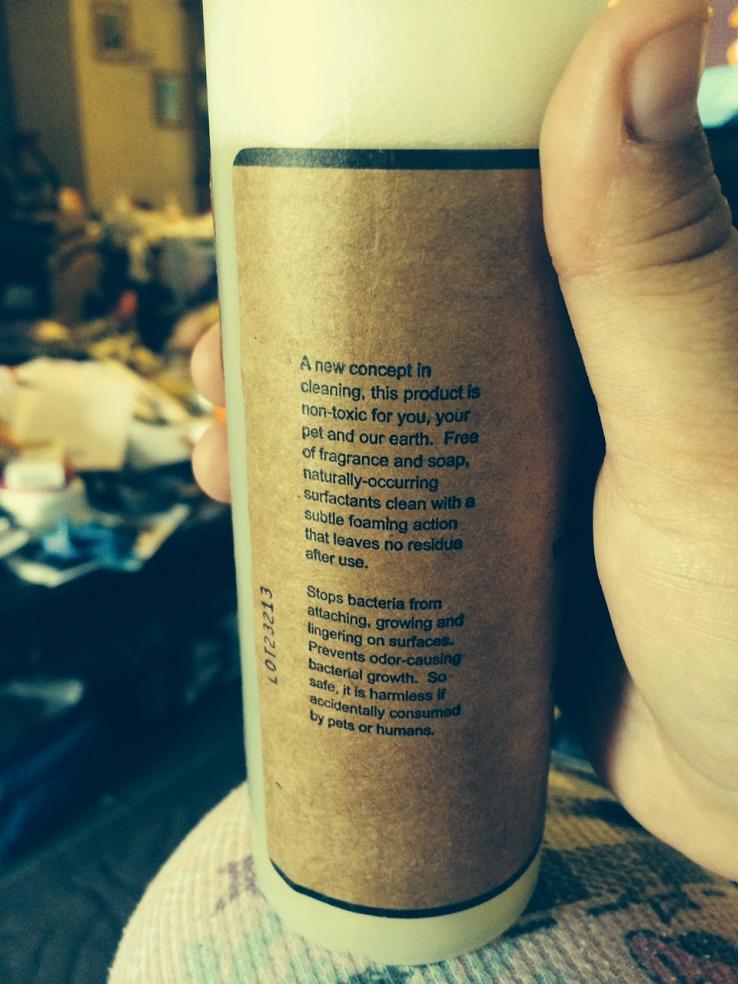 A new concept in
cleaning, this product is
non-toxic for you, your
pet and our earth. Free
of fragrance and soap,
naturally-occurring
surfactants clean with a
subtle foaming action
that leaves no residue
after use.
Stops bacteria from
attaching, growing and
lingering on surfaces.
Prevents odor-causing
bacterial growth. So
safe, it is harmless if
accidentally consumed
by pets or humans.
LOT23213